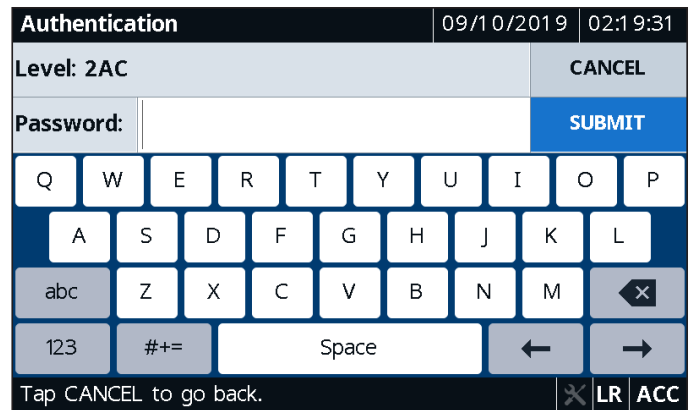 Authentication 09/10/2019 02:19:31
Level: 2AC CANCEL
Password: SUBMIT
Q W E R T Y U I O P
A S D F G H J K L
abc Z X C V B N M
123 #+= Space
Tap CANCEL to go back. LR ACC